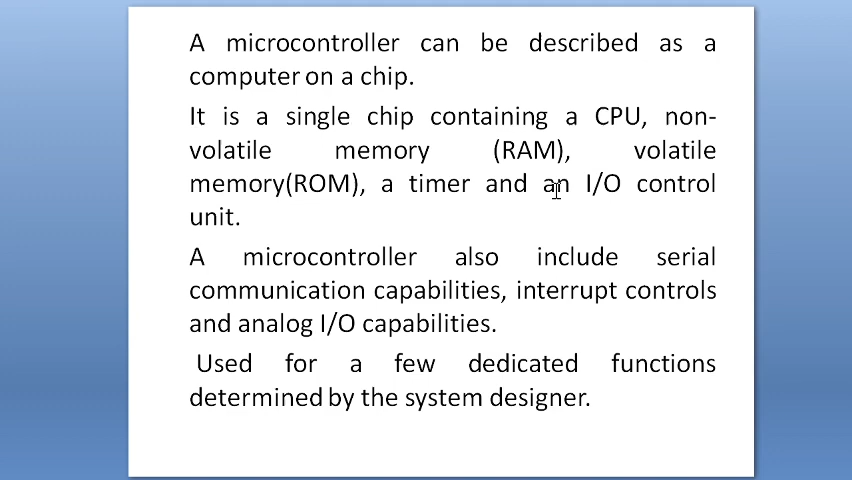 A microcontroller can be described as a
computer on a chip.
It is a single chip containing a CPU, non-
volatile memory (RAM), volatile
memory(ROM), a timer and an I/O control
unit.
A microcontroller also include serial
communication capabilities, interrupt controls
and analog I/O capabilities.
Used for a few dedicated functions
determined by the system designer.